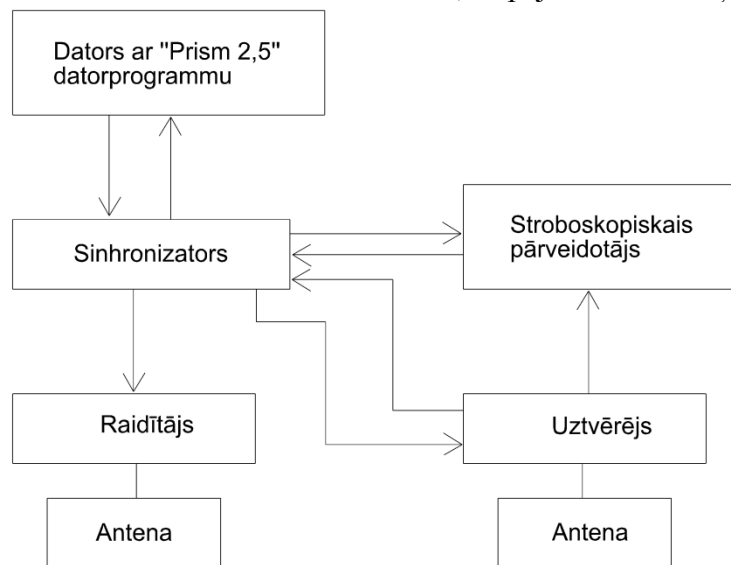 Dators ar "Prism 2,5"
datorprogrammu
Stroboskopiskais
pārveidotājs
Sinhronizators
Raidītājs
Uztvērējs
Antena
Antena